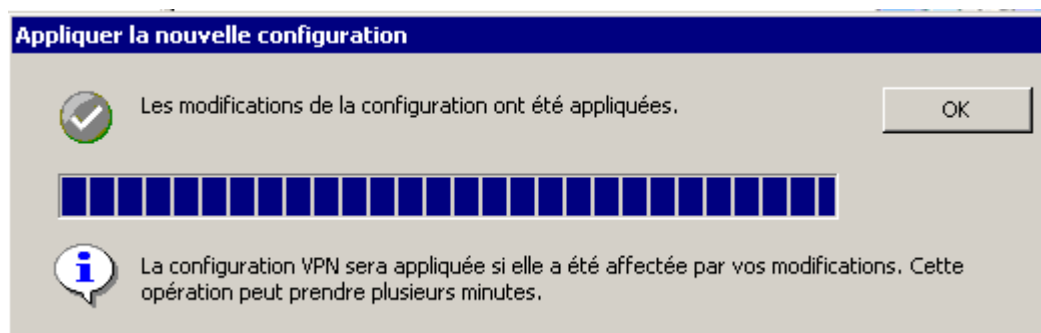 Appliquer la nouvelle configuration
Les modifications de la configuration ont été appliquées.
OK
La configuration VPN sera appliquée si elle a été affectée par vos modifications. Cette
opération peut prendre plusieurs minutes.